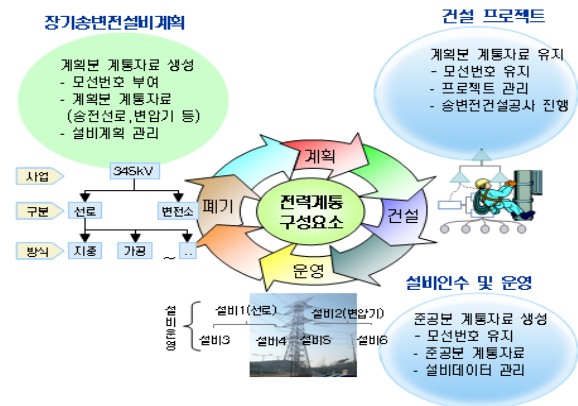 장기송변전설비계획
계획분 계통자료 생성
- 모선번호 부여
- 계획분 계통자료
(송전선로,변압기 등)
- 설비계획 관리
건설 프로젝트
계획분 계통자료 유지
- 모선번호 유지
- 프로젝트 관리
- 송변전건설공사 진행
사업
345kV
구분
선로
변전소
방식
지중
가공
~
..
계획
건설
운영
폐기
전력계통
구성요소
설비운영
설비1(선로)
설비2(변압기)
설비3
설비4
설비5
설비6
설비인수 및 운영
준공분 계통자료 생성
- 모선번호 유지
- 준공분 계통자료
- 설비데이터 관리